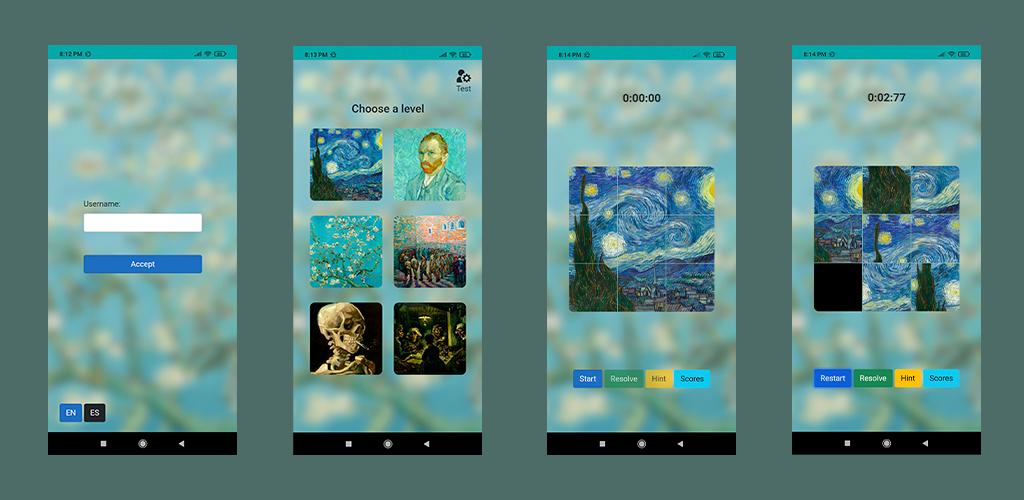 8:12 PM
Username:
Accept
EN ES
8:13 PM
Test
Choose a level
8:14 PM
0:00:00
Start Resolve Hint Scores
8:14 PM
0:02:77
Restart Resolve Hint Scores